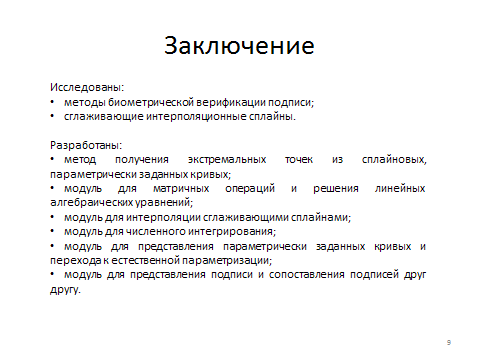 Заключение
Исследованы:
• методы биометрической верификации подписи;
• сглаживающие интерполяционные сплайны.
Разработаны:
• метод получения экстремальных точек из сплайновых,
параметрически заданных кривых;
• модуль для матричных операций и решения линейных
алгебраических уравнений;
• модуль для интерполяции сглаживающими сплайнами;
• модуль для численного интегрирования;
• модуль для представления параметрически заданных кривых и
перехода к естественной параметризации;
• модуль для представления подписи и сопоставления подписей друг
другу.
9